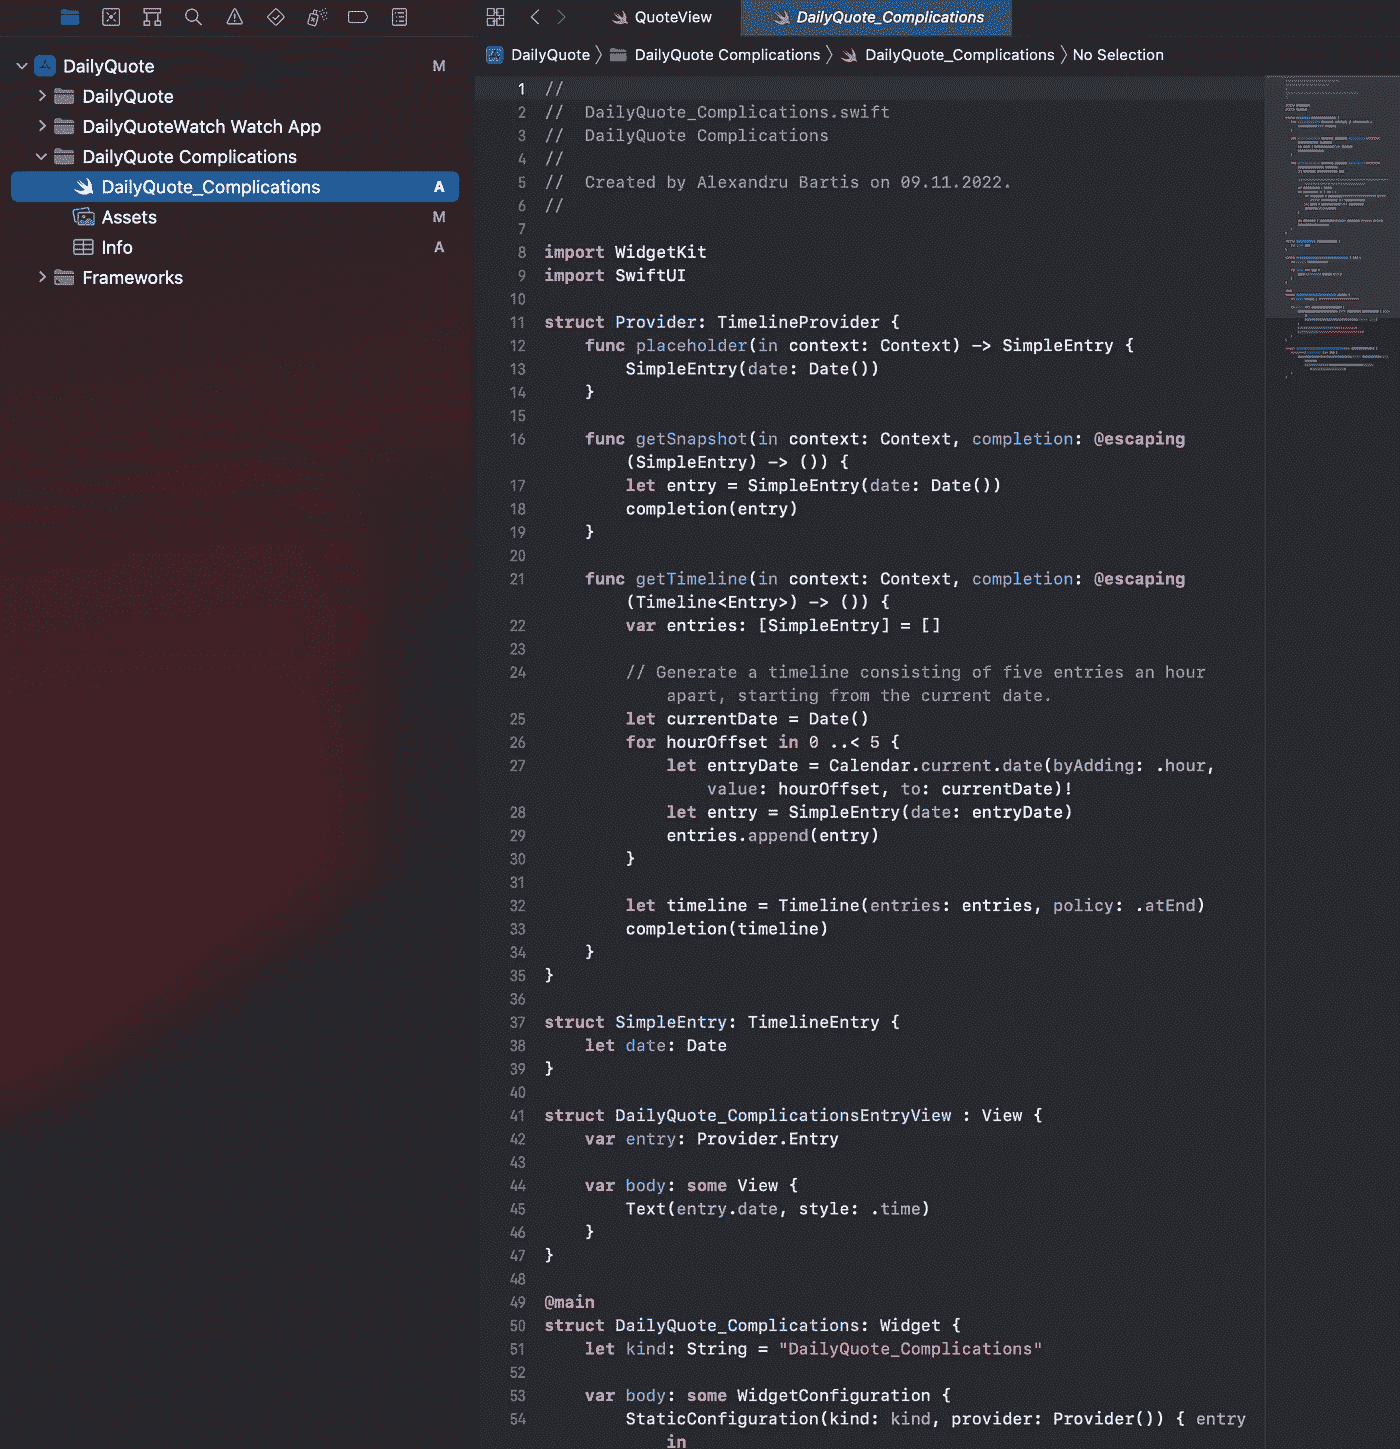 QuoteView
DailyQuote_Complications
DailyQuote
DailyQuote Complications
DailyQuote_Complications
No Selection
DailyQuote M
DailyQuote
DailyQuoteWatch Watch App
DailyQuote Complications
DailyQuote_Complications A
Assets M
Info A
Frameworks
1 //
2 //  DailyQuote_Complications.swift
3 //  DailyQuote Complications
4 //
5 //  Created by Alexandru Bartis on 09.11.2022.
6 //
7
8 import WidgetKit
9 import SwiftUI
10
11 struct Provider: TimelineProvider {
12     func placeholder(in context: Context) -> SimpleEntry {
13         SimpleEntry(date: Date())
14     }
15
16     func getSnapshot(in context: Context, completion: @escaping
(SimpleEntry) -> ()) {
17         let entry = SimpleEntry(date: Date())
18         completion(entry)
19     }
20
21     func getTimeline(in context: Context, completion: @escaping
(Timeline<Entry>) -> ()) {
22         var entries: [SimpleEntry] = []
23
24         // Generate a timeline consisting of five entries an hour
apart, starting from the current date.
25         let currentDate = Date()
26         for hourOffset in 0 ..< 5 {
27             let entryDate = Calendar.current.date(byAdding: .hour,
value: hourOffset, to: currentDate)!
28             let entry = SimpleEntry(date: entryDate)
29             entries.append(entry)
30         }
31
32         let timeline = Timeline(entries: entries, policy: .atEnd)
33         completion(timeline)
34     }
35 }
36
37 struct SimpleEntry: TimelineEntry {
38     let date: Date
39 }
40
41 struct DailyQuote_ComplicationsEntryView : View {
42     var entry: Provider.Entry
43
44     var body: some View {
45         Text(entry.date, style: .time)
46     }
47 }
48
49 @main
50 struct DailyQuote_Complications: Widget {
51     let kind: String = "DailyQuote_Complications"
52
53     var body: some WidgetConfiguration {
54         StaticConfiguration(kind: kind, provider: Provider()) { entry
in